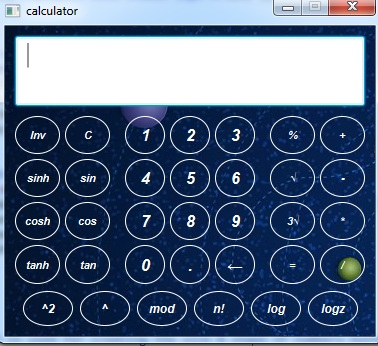 calculator
Inv C 1 2 3 % +
sinh sin 4 5 6 √ -
cosh cos 7 8 9 3√ *
tanh tan 0 . ← = /
^2 ^ mod n! log logz